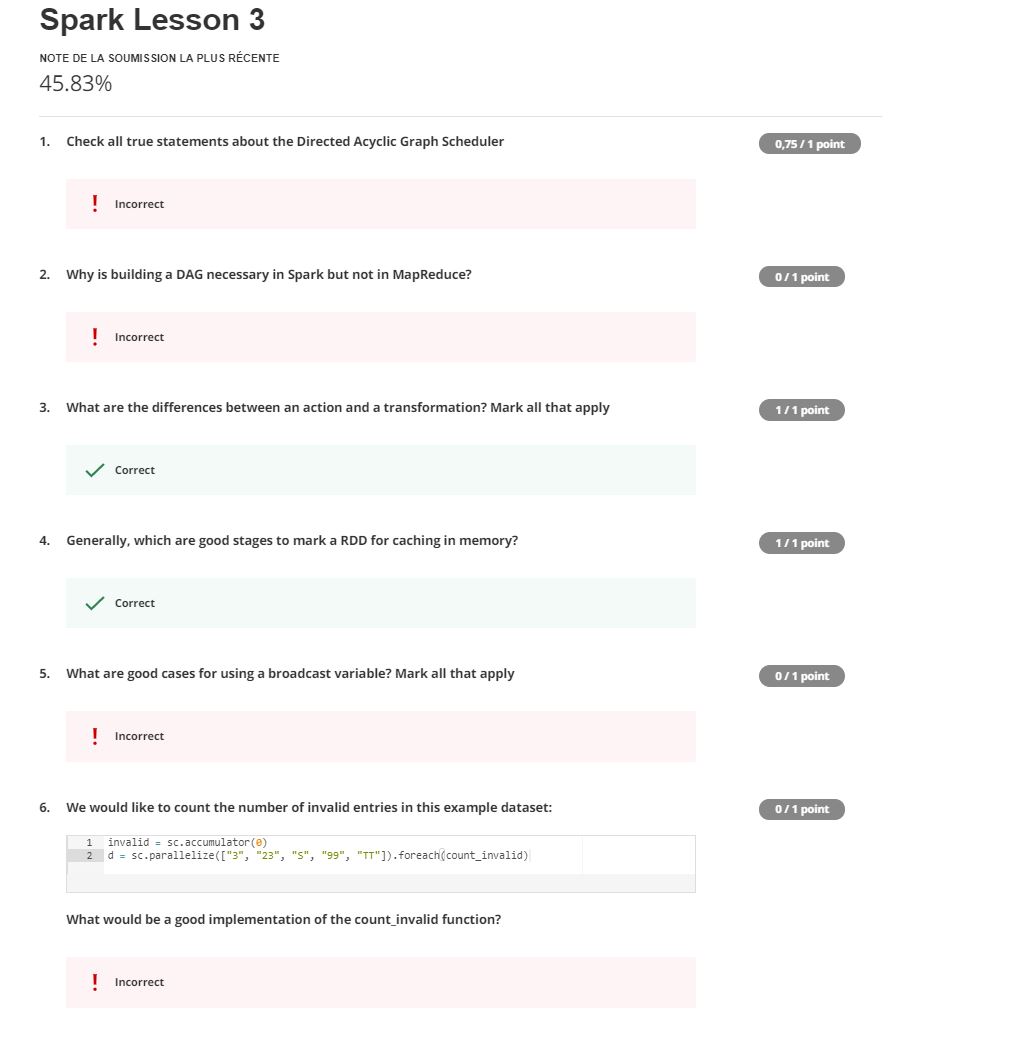 Spark Lesson 3
NOTE DE LA SOUMISSION LA PLUS RÉCENTE
45.83%
1. Check all true statements about the Directed Acyclic Graph Scheduler
0,75 / 1 point
Incorrect
2. Why is building a DAG necessary in Spark but not in MapReduce?
0 / 1 point
Incorrect
3. What are the differences between an action and a transformation? Mark all that apply
1 / 1 point
Correct
4. Generally, which are good stages to mark a RDD for caching in memory?
1 / 1 point
Correct
5. What are good cases for using a broadcast variable? Mark all that apply
0 / 1 point
Incorrect
6. We would like to count the number of invalid entries in this example dataset:
0 / 1 point
1 invalid = sc.accumulator(0)
2 d = sc.parallelize(["3", "23", "S", "99", "TT"]).foreach(count_invalid)
What would be a good implementation of the count_invalid function?
Incorrect